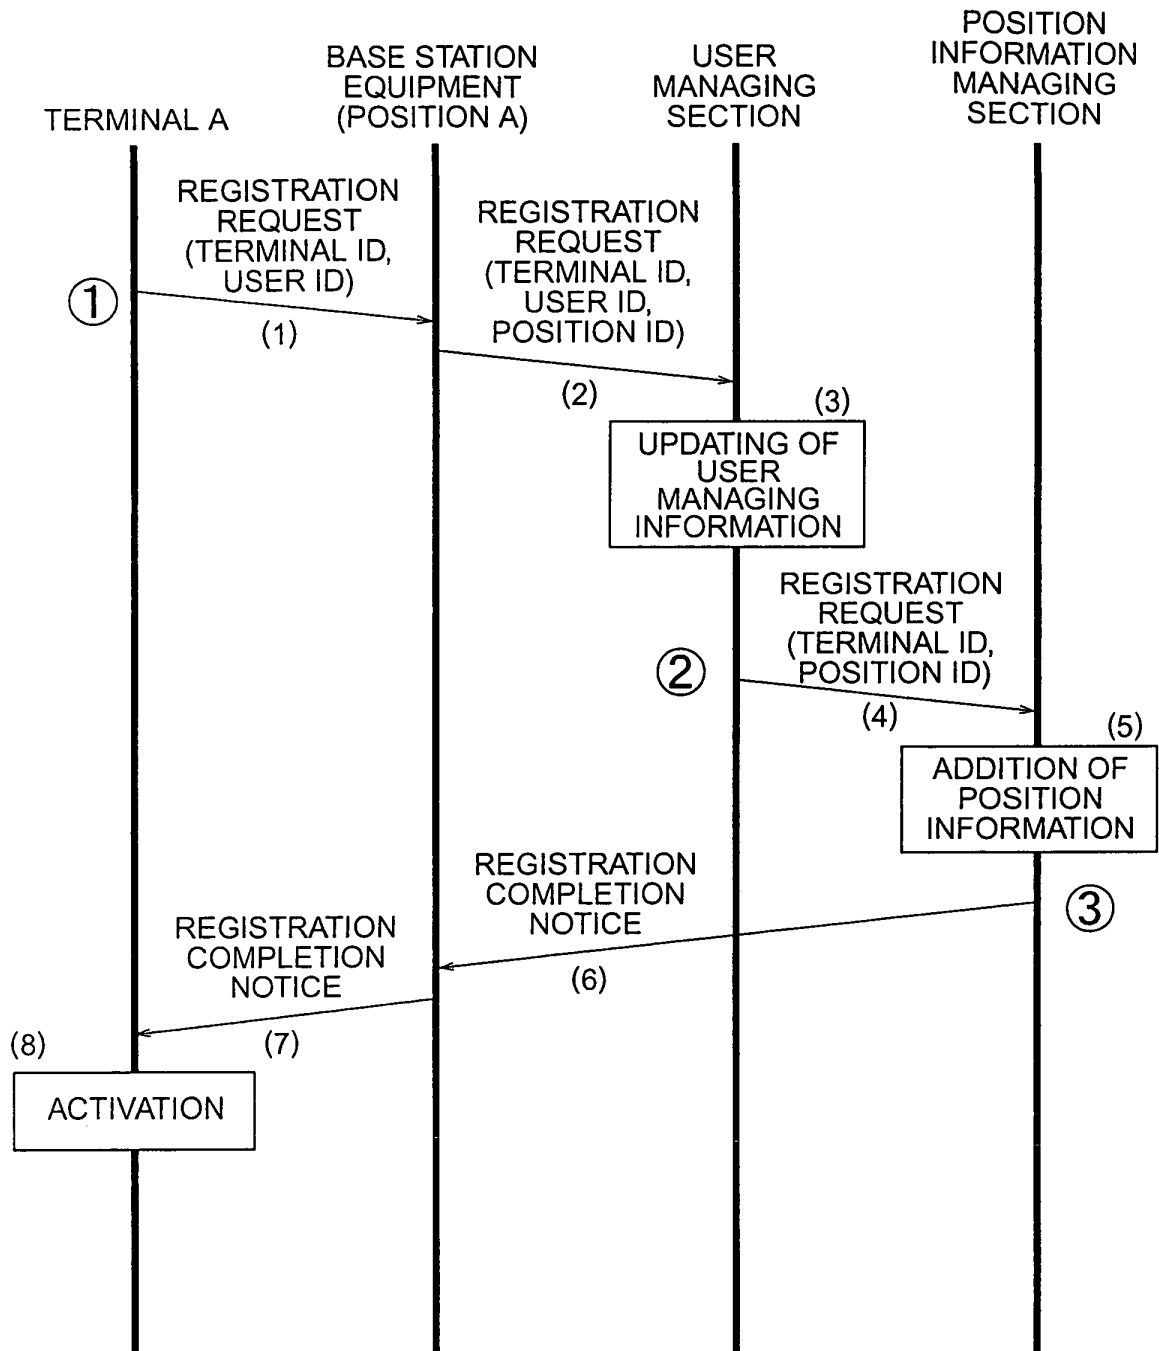 TERMINAL A
BASE STATION
EQUIPMENT
(POSITION A)
USER
MANAGING
SECTION
POSITION
INFORMATION
MANAGING
SECTION
REGISTRATION
REQUEST
(TERMINAL ID,
USER ID)
①
(1)
REGISTRATION
REQUEST
(TERMINAL ID,
USER ID,
POSITION ID)
(2)
(3)
UPDATING OF
USER
MANAGING
INFORMATION
REGISTRATION
REQUEST
(TERMINAL ID,
POSITION ID)
②
(4)
(5)
ADDITION OF
POSITION
INFORMATION
③
REGISTRATION
COMPLETION
NOTICE
(6)
REGISTRATION
COMPLETION
NOTICE
(7)
(8)
ACTIVATION